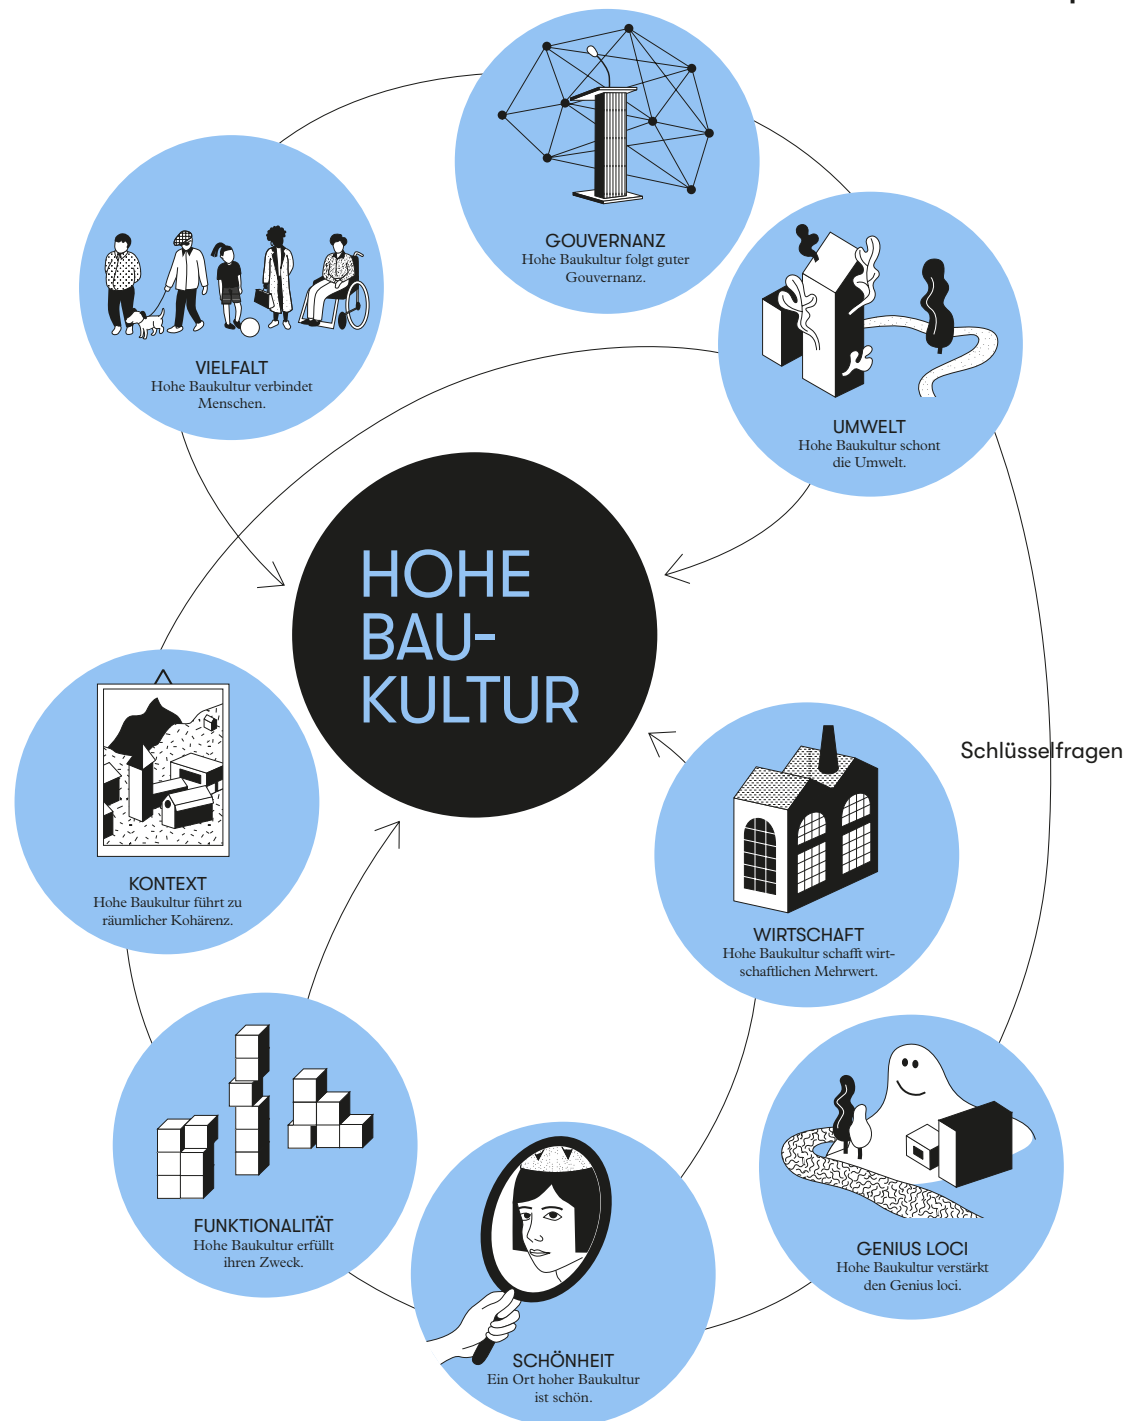 GOUVERNANZ
Hohe Baukultur folgt guter
Gouvernanz.
VIELFALT
Hohe Baukultur verbindet
Menschen.
UMWELT
Hohe Baukultur schont
die Umwelt.
HOHE
BAU-
KULTUR
Schlüsselfragen
KONTEXT
Hohe Baukultur führt zu
räumlicher Kohärenz.
WIRTSCHAFT
Hohe Baukultur schafft wirt-
schaftlichen Mehrwert.
FUNKTIONALITÄT
Hohe Baukultur erfüllt
ihren Zweck.
GENIUS LOCI
Hohe Baukultur verstärkt
den Genius loci.
SCHÖNHEIT
Ein Ort hoher Baukultur
ist schön.